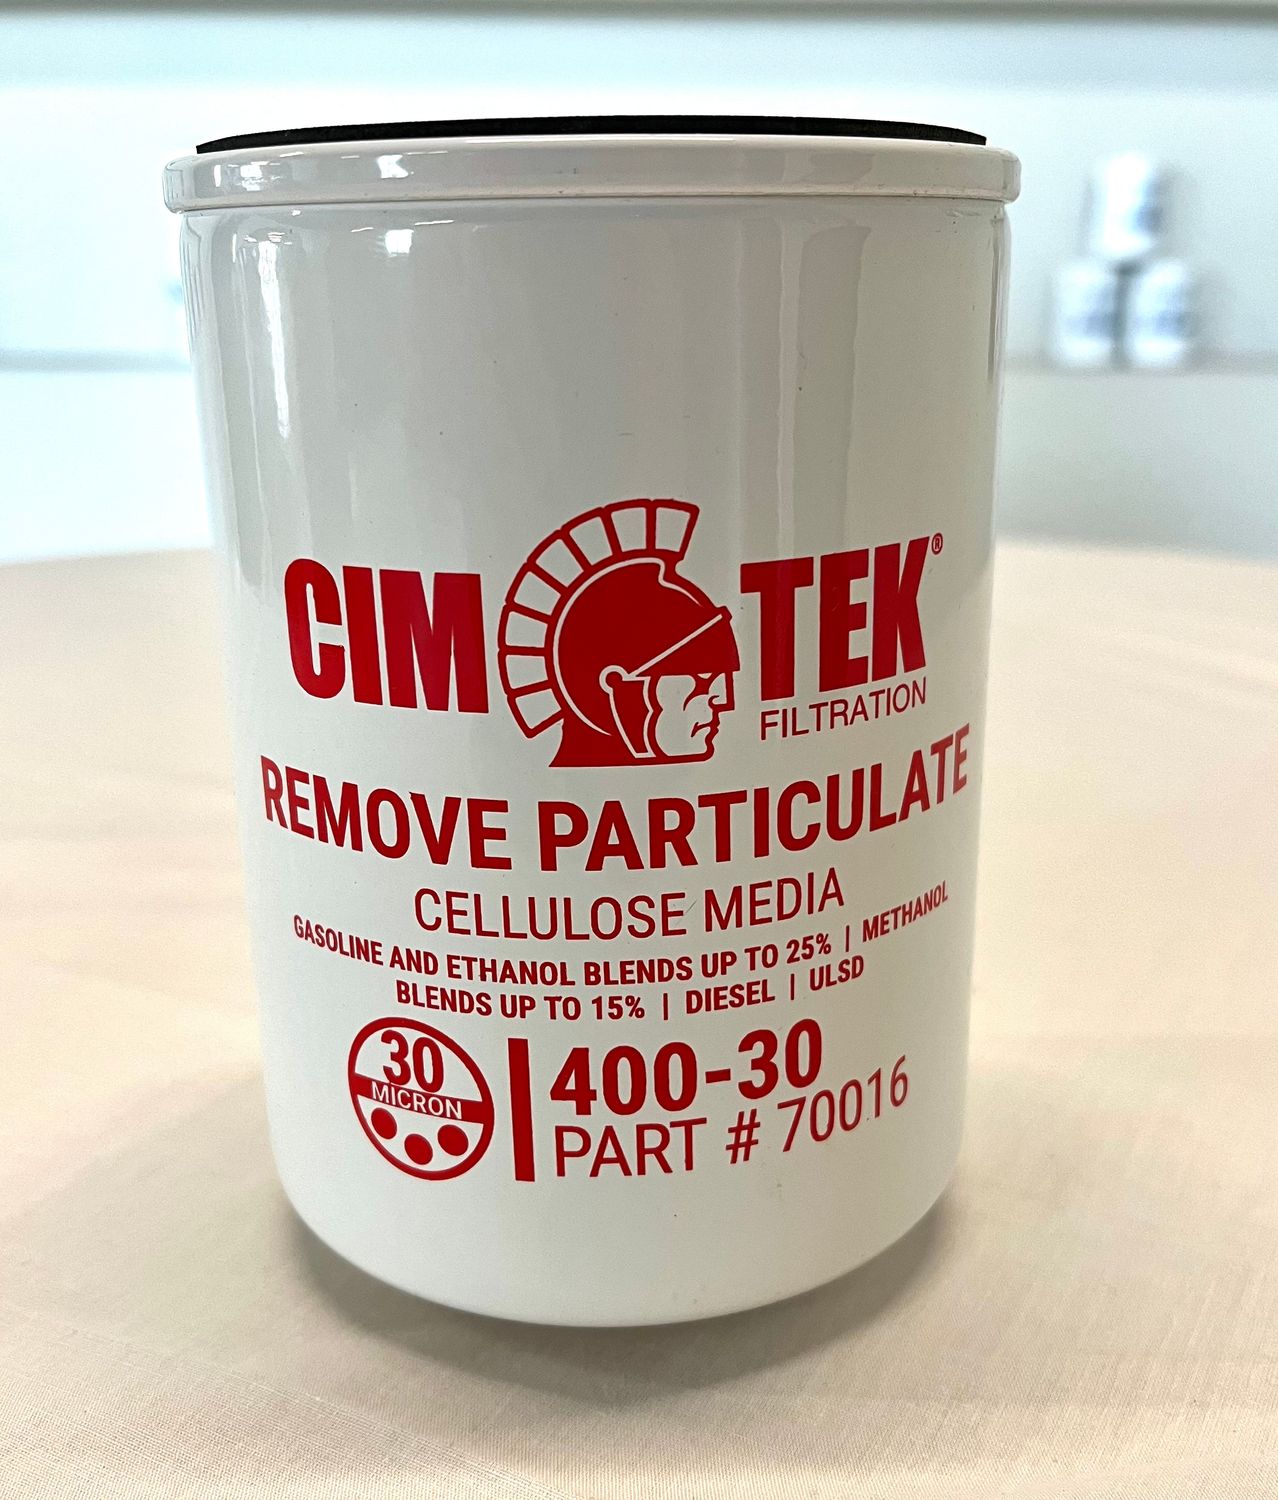 CIM TEK®
FILTRATION
REMOVE PARTICULATE
CELLULOSE MEDIA
GASOLINE AND ETHANOL BLENDS UP TO 25% | METHANOL
BLENDS UP TO 15% | DIESEL | ULSD
30
MICRON
400-30
PART # 70016